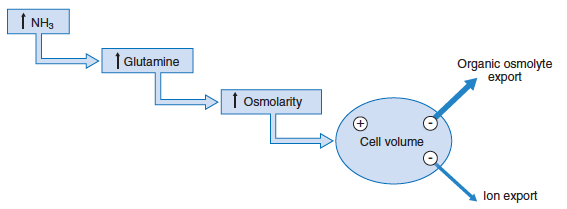 ↑ NH₃
↑ Glutamine
↑ Osmolarity
Organic osmolyte
export
+
-
Cell volume
-
Ion export